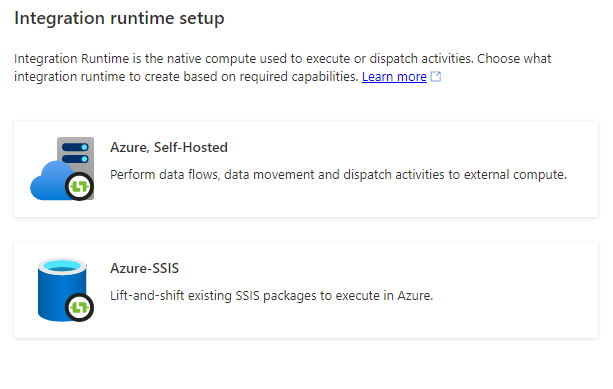 Integration runtime setup
Integration Runtime is the native compute used to execute or dispatch activities. Choose what
integration runtime to create based on required capabilities. Learn more
Azure, Self-Hosted
Perform data flows, data movement and dispatch activities to external compute.
Azure-SSIS
Lift-and-shift existing SSIS packages to execute in Azure.